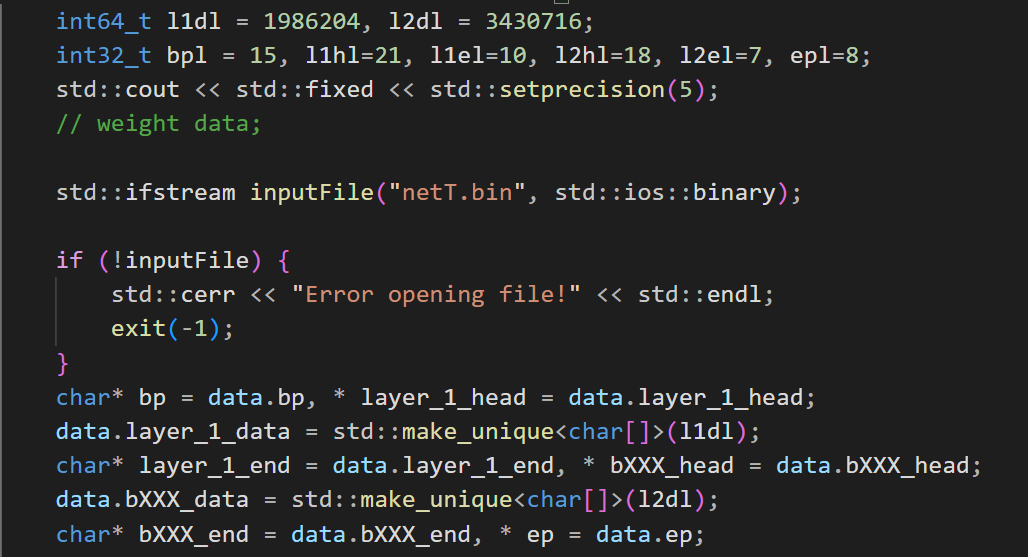 int64_t l1dl = 1986204, l2dl = 3430716;
int32_t bpl = 15, l1hl=21, l1el=10, l2hl=18, l2el=7, epl=8;
std::cout << std::fixed << std::setprecision(5);
// weight data;
std::ifstream inputFile("netT.bin", std::ios::binary);
if (!inputFile) {
std::cerr << "Error opening file!" << std::endl;
exit(-1);
}
char* bp = data.bp, * layer_1_head = data.layer_1_head;
data.layer_1_data = std::make_unique<char[]>(l1dl);
char* layer_1_end = data.layer_1_end, * bXXX_head = data.bXXX_head;
data.bXXX_data = std::make_unique<char[]>(l2dl);
char* bXXX_end = data.bXXX_end, * ep = data.ep;